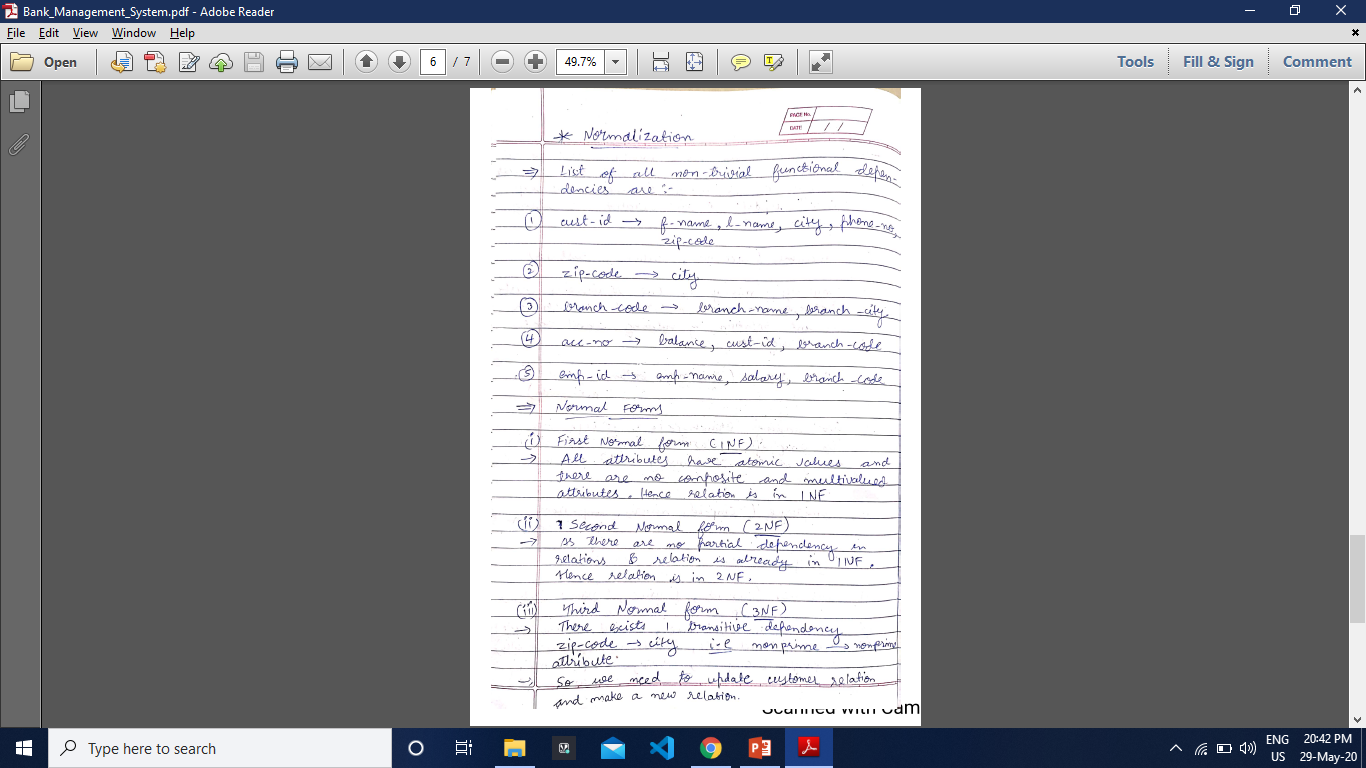 Bank_Management_System.pdf - Adobe Reader
File Edit View Window Help
Open 6 / 7 49.7% Tools Fill & Sign Comment
PAGE No.
DATE / /
* Normalization
⇒ List of all non-trivial functional depen-
dencies are :-
① cust-id → f-name, l-name, city, phone-no,
zip-code
② zip-code → city
③ branch-code → branch-name, branch-city
④ acc-no → balance, cust-id, branch-code
⑤ emp-id → emp-name, salary, branch-code
⇒ Normal Forms
(i) First Normal form (1NF)
→ All attributes have atomic values and
there are no composite and multivalued
attributes. Hence relation is in 1NF
(ii) Second Normal form (2NF)
→ As there are no partial dependency in
relations & relation is already in 1NF.
Hence relation is in 2NF.
(iii) Third Normal form (3NF)
→ There exists 1 transitive dependency
zip-code → city i.e nonprime → nonprime
attribute.
→ So we need to update customer relation
and make a new relation.
Scanned with Cam
Type here to search
ENG 20:42 PM
US 29-May-20